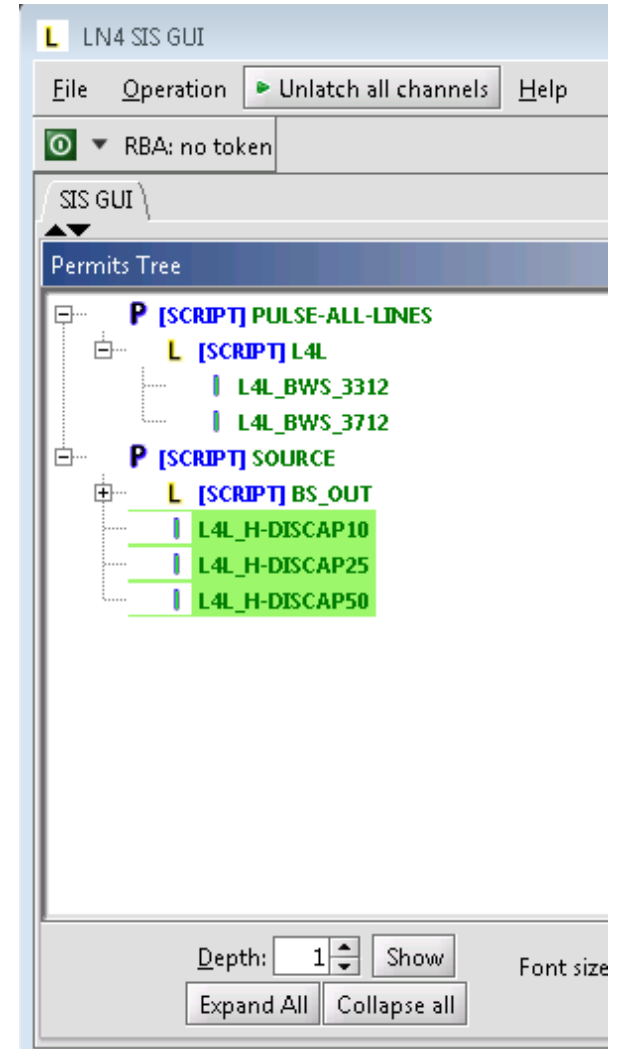 L LN4 SIS GUI
File Operation Unlatch all channels Help
RBA: no token
SIS GUI
Permits Tree
P [SCRIPT] PULSE-ALL-LINES
L [SCRIPT] L4L
L4L_BWS_3312
L4L_BWS_3712
P [SCRIPT] SOURCE
L [SCRIPT] BS_OUT
L4L_H-DISCAP10
L4L_H-DISCAP25
L4L_H-DISCAP50
Depth: 1 Show Font size
Expand All Collapse all